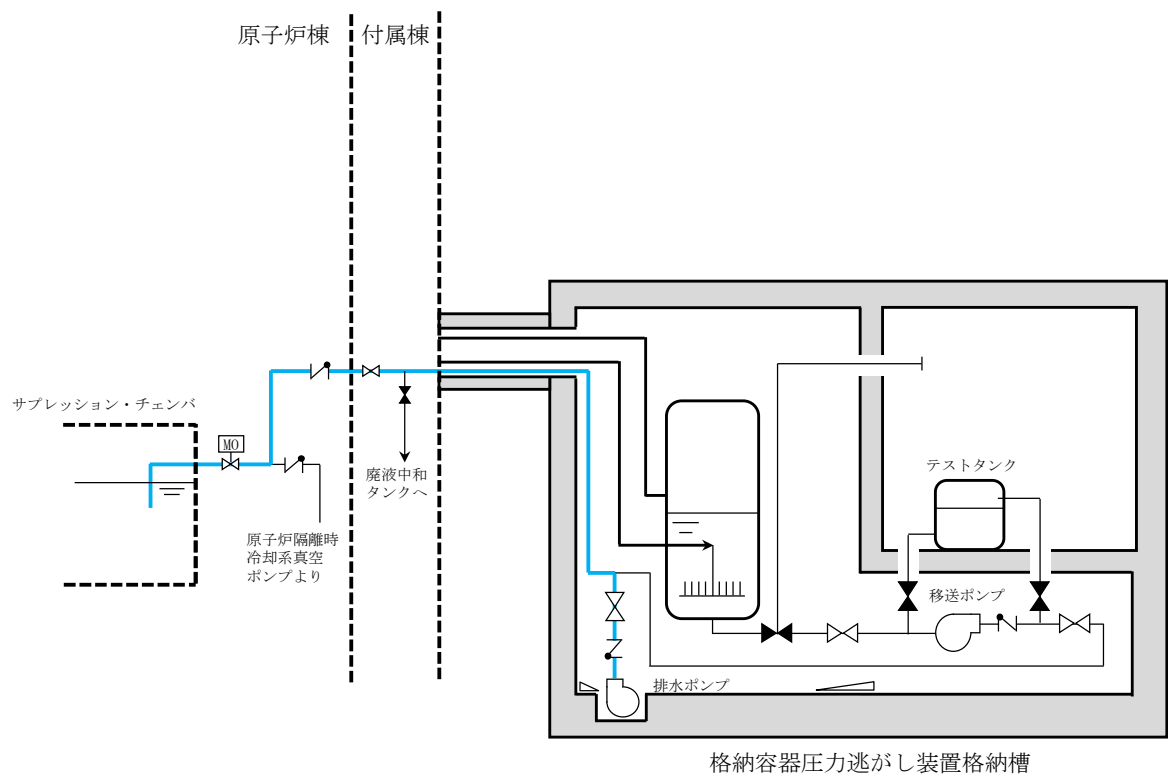 原子炉棟
付属棟
サプレッション・チェンバ
MO
廃液中和
タンクへ
原子炉隔離時
冷却系真空
ポンプより
テストタンク
移送ポンプ
排水ポンプ
格納容器圧力逃がし装置格納槽